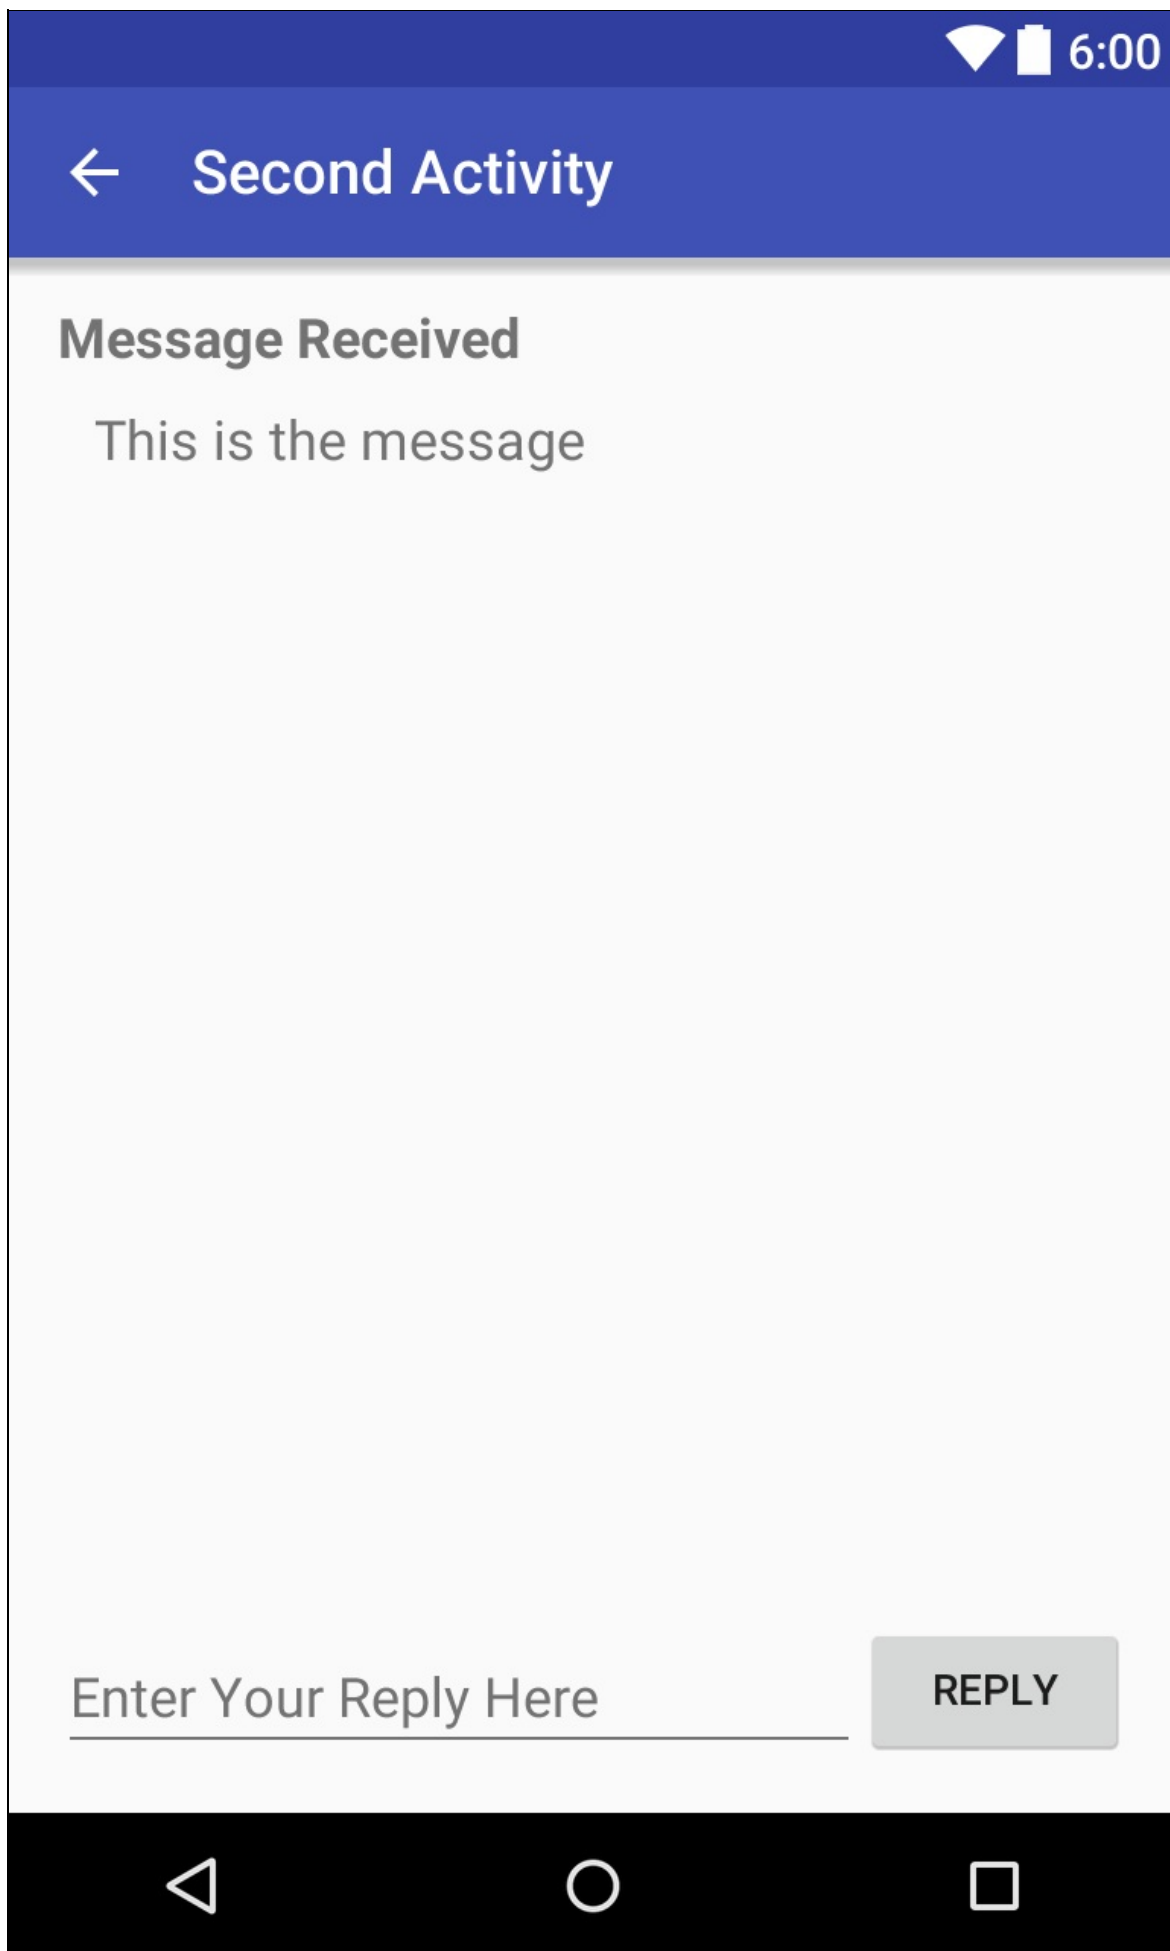 6:00
Second Activity
Message Received
This is the message
Enter Your Reply Here
REPLY